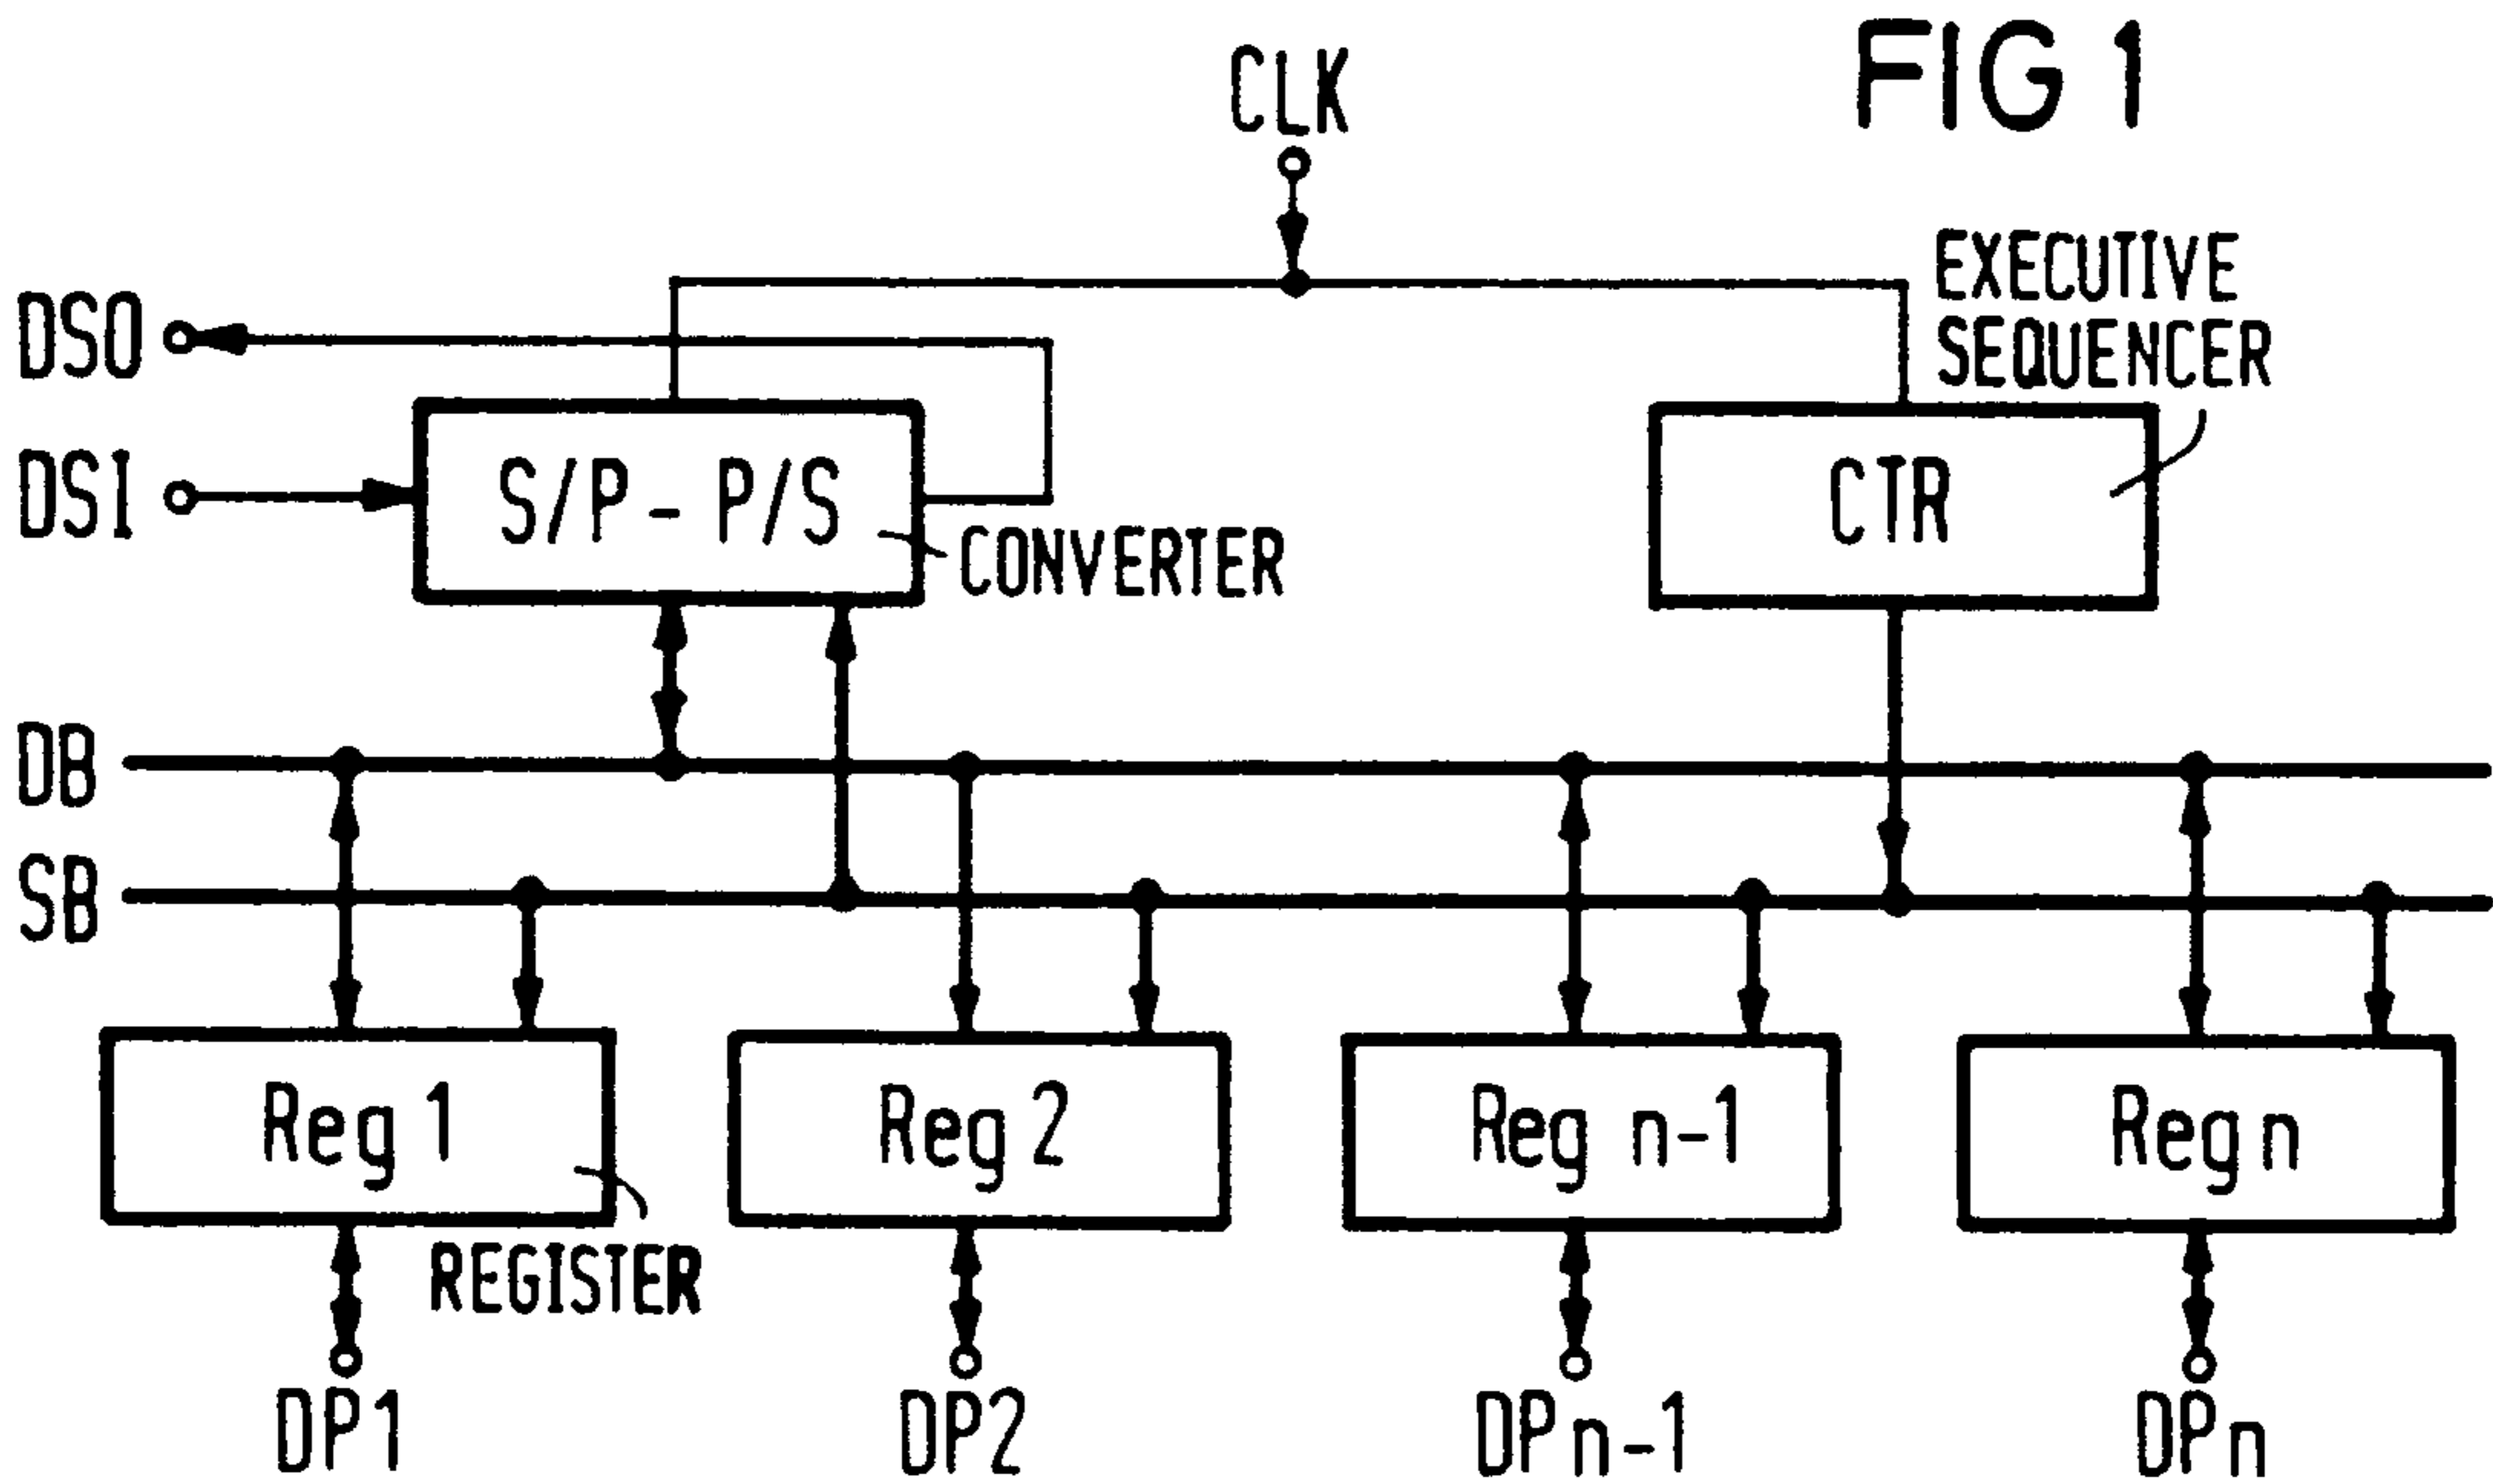 FIG 1
CLK
EXECUTIVE
SEQUENCER
DSO
DSI
S/P - P/S
CONVERTER
CTR
DB
SB
Reg 1
Reg 2
Reg n-1
Reg n
REGISTER
DP1
DP2
DPn-1
DPn